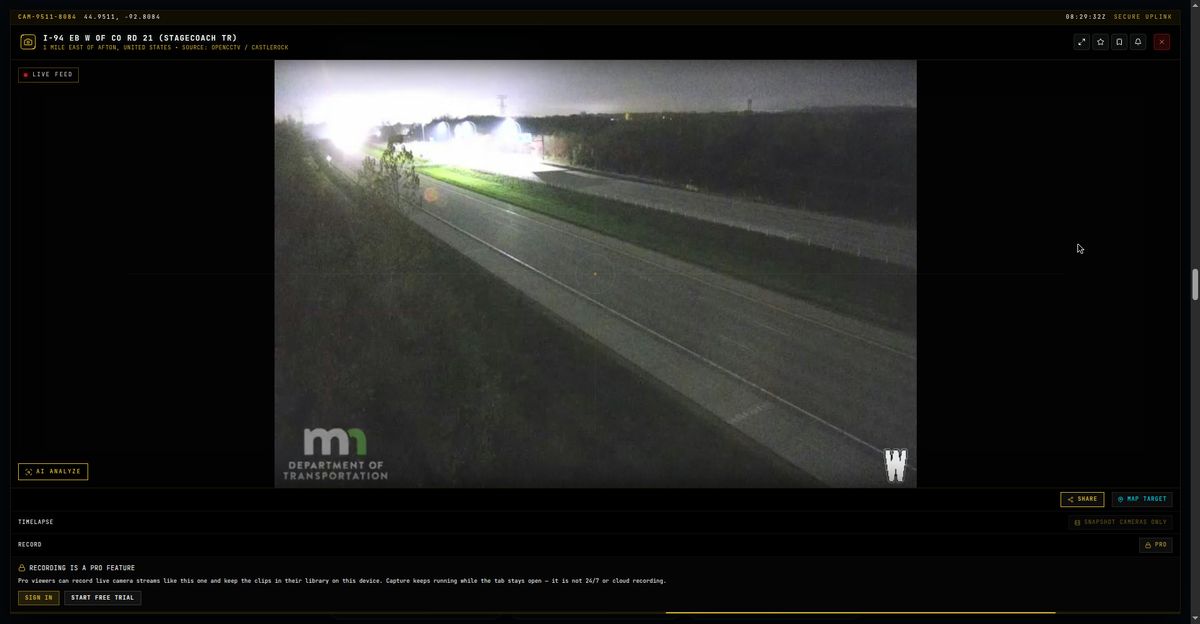 CAM-9511-8084 44.9511, -92.8084
08:29:32Z SECURE UPLINK
I-94 EB W OF CO RD 21 (STAGECOACH TR)
1 MILE EAST OF AFTON, UNITED STATES • SOURCE: OPENCCTV / CASTLEROCK
LIVE FEED
mn
DEPARTMENT OF
TRANSPORTATION
W
AI ANALYZE
SHARE
MAP TARGET
TIMELAPSE
SNAPSHOT CAMERAS ONLY
RECORD
PRO
RECORDING IS A PRO FEATURE
Pro viewers can record live camera streams like this one and keep the clips in their library on this device. Capture keeps running while the tab stays open — it is not 24/7 or cloud recording.
SIGN IN
START FREE TRIAL